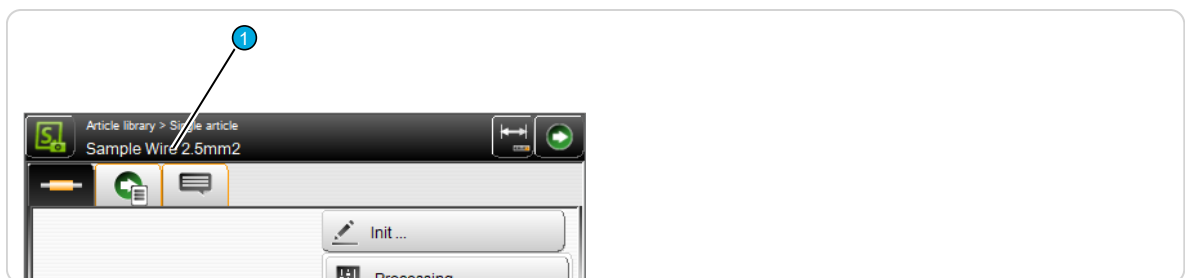 1
Article library > Single article
Sample Wire 2.5mm2
Init ...
Processing